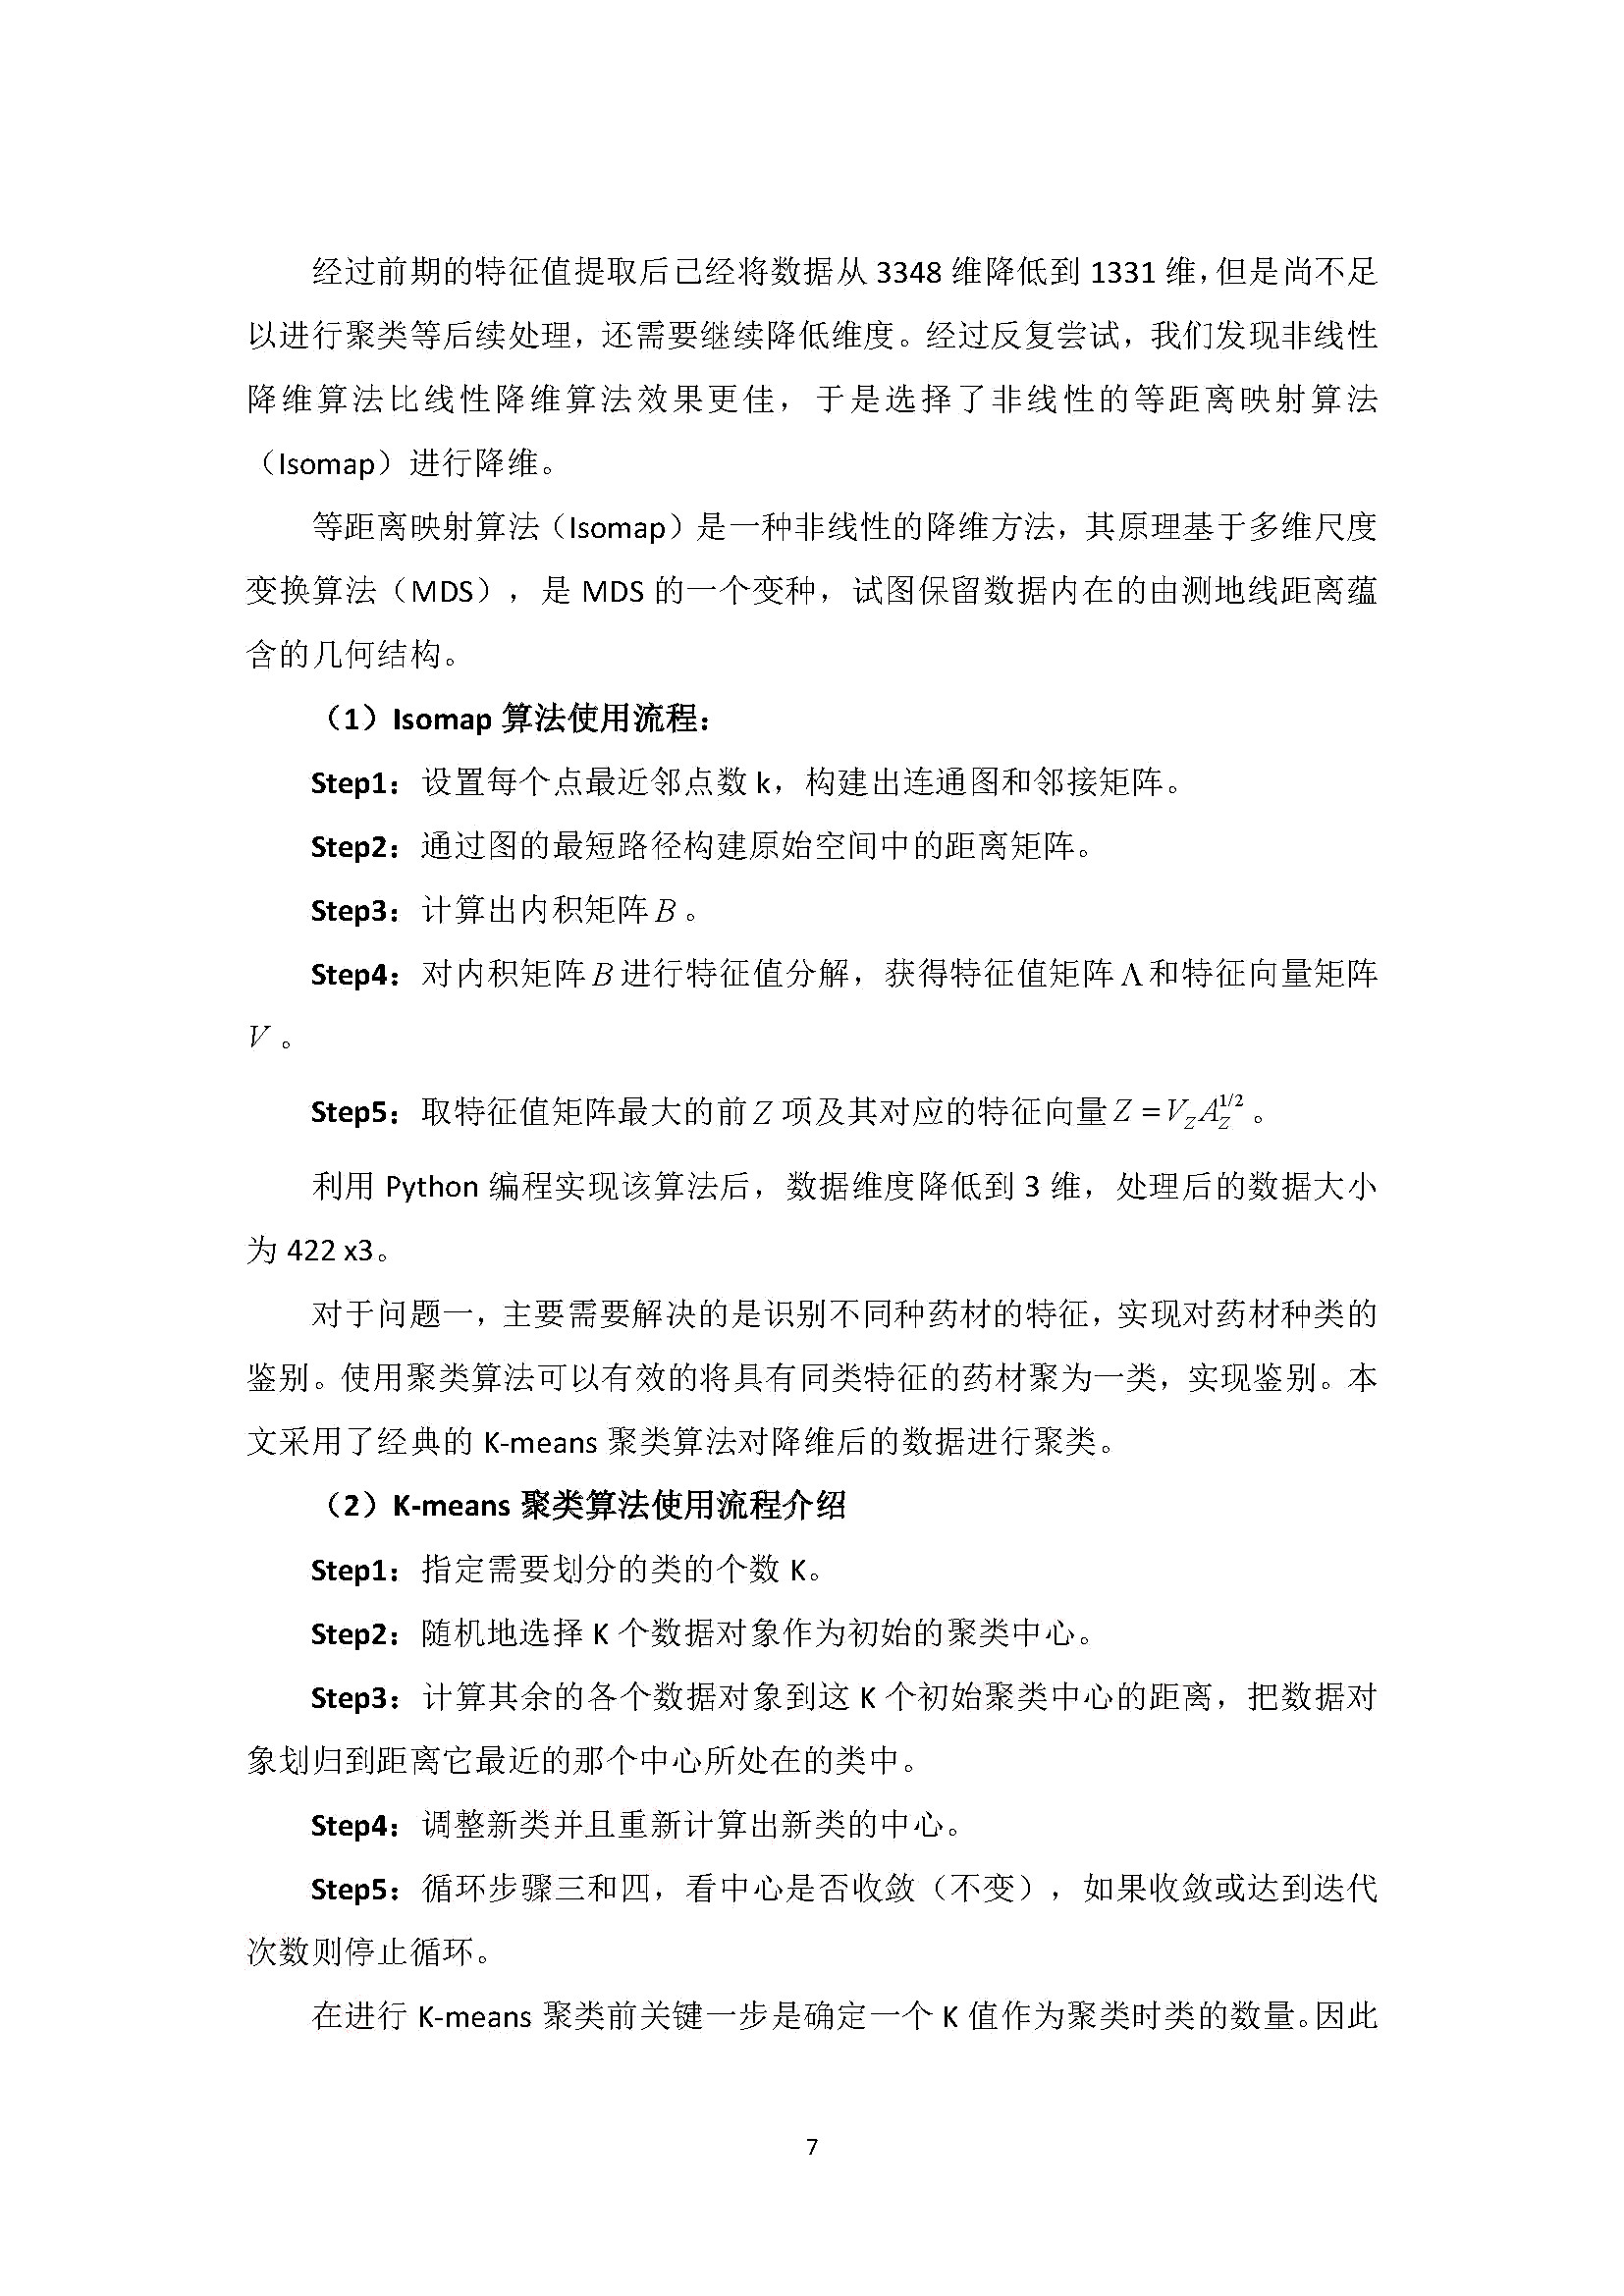 经过前期的特征值提取后已经将数据从 3348 维降低到 1331 维，但是尚不足
以进行聚类等后续处理，还需要继续降低维度。经过反复尝试，我们发现非线性
降维算法比线性降维算法效果更佳，于是选择了非线性的等距离映射算法
（Isomap）进行降维。
等距离映射算法（Isomap）是一种非线性的降维方法，其原理基于多维尺度
变换算法（MDS），是 MDS 的一个变种，试图保留数据内在的由测地线距离蕴
含的几何结构。
（1）Isomap 算法使用流程：
Step1：设置每个点最近邻点数 k，构建出连通图和邻接矩阵。
Step2：通过图的最短路径构建原始空间中的距离矩阵。
Step3：计算出内积矩阵 B 。
Step4：对内积矩阵 B 进行特征值分解，获得特征值矩阵 Λ 和特征向量矩阵
V 。
Step5：取特征值矩阵最大的前 Z 项及其对应的特征向量 $Z = V_Z A_Z^{1/2}$ 。
利用 Python 编程实现该算法后，数据维度降低到 3 维，处理后的数据大小
为 422 x3。
对于问题一，主要需要解决的是识别不同种药材的特征，实现对药材种类的
鉴别。使用聚类算法可以有效的将具有同类特征的药材聚为一类，实现鉴别。本
文采用了经典的 K-means 聚类算法对降维后的数据进行聚类。
（2）K-means 聚类算法使用流程介绍
Step1：指定需要划分的类的个数 K。
Step2：随机地选择 K 个数据对象作为初始的聚类中心。
Step3：计算其余的各个数据对象到这 K 个初始聚类中心的距离，把数据对
象划归到距离它最近的那个中心所处在的类中。
Step4：调整新类并且重新计算出新类的中心。
Step5：循环步骤三和四，看中心是否收敛（不变），如果收敛或达到迭代
次数则停止循环。
在进行 K-means 聚类前关键一步是确定一个 K 值作为聚类时类的数量。因此
7